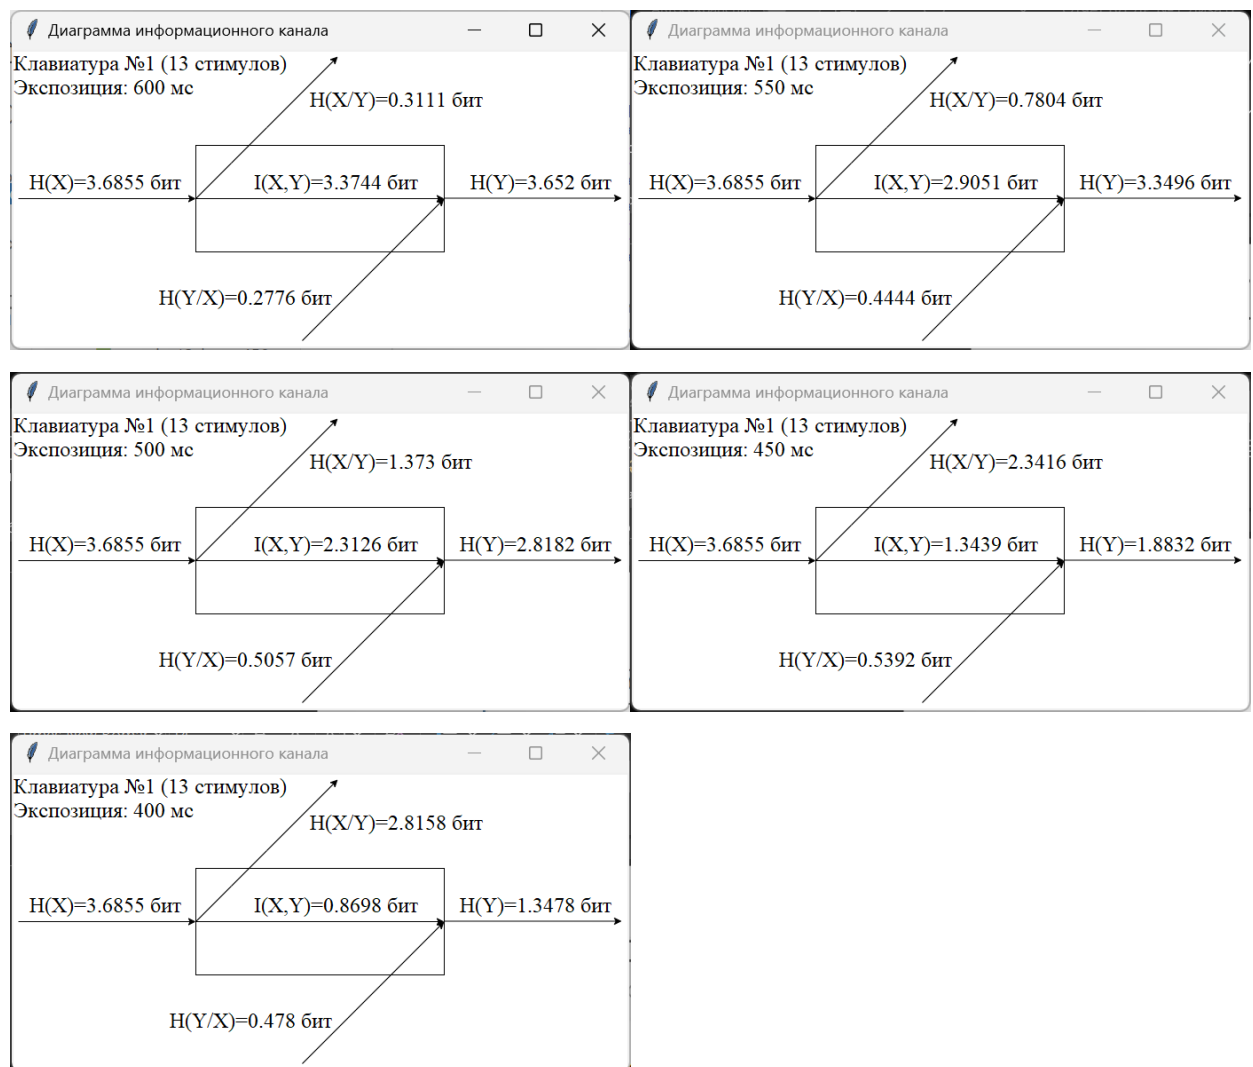 Диаграмма информационного канала
Клавиатура №1 (13 стимулов)
Экспозиция: 600 мс
H(X/Y)=0.3111 бит
H(X)=3.6855 бит
I(X,Y)=3.3744 бит
H(Y)=3.652 бит
H(Y/X)=0.2776 бит
Диаграмма информационного канала
Клавиатура №1 (13 стимулов)
Экспозиция: 550 мс
H(X/Y)=0.7804 бит
H(X)=3.6855 бит
I(X,Y)=2.9051 бит
H(Y)=3.3496 бит
H(Y/X)=0.4444 бит
Диаграмма информационного канала
Клавиатура №1 (13 стимулов)
Экспозиция: 500 мс
H(X/Y)=1.373 бит
H(X)=3.6855 бит
I(X,Y)=2.3126 бит
H(Y)=2.8182 бит
H(Y/X)=0.5057 бит
Диаграмма информационного канала
Клавиатура №1 (13 стимулов)
Экспозиция: 450 мс
H(X/Y)=2.3416 бит
H(X)=3.6855 бит
I(X,Y)=1.3439 бит
H(Y)=1.8832 бит
H(Y/X)=0.5392 бит
Диаграмма информационного канала
Клавиатура №1 (13 стимулов)
Экспозиция: 400 мс
H(X/Y)=2.8158 бит
H(X)=3.6855 бит
I(X,Y)=0.8698 бит
H(Y)=1.3478 бит
H(Y/X)=0.478 бит